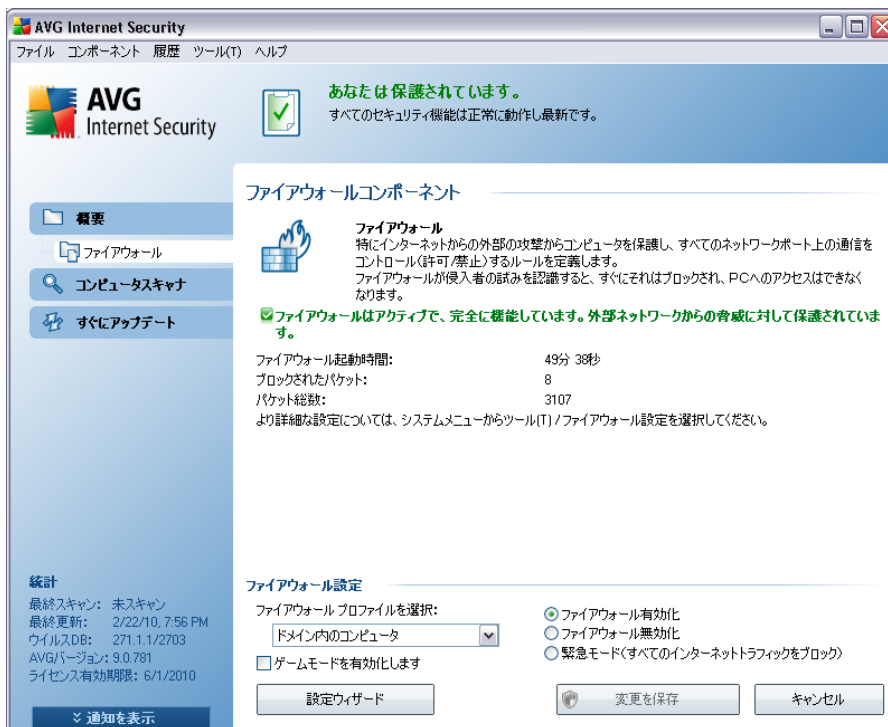 AVG Internet Security
ファイル コンポーネント 履歴 ツール(T) ヘルプ
AVG
Internet Security
あなたは保護されています。
すべてのセキュリティ機能は正常に動作し最新です。
概要
ファイアウォール
コンピュータスキャナ
すぐにアップデート
ファイアウォールコンポーネント
ファイアウォール
特にインターネットからの外部の攻撃からコンピュータを保護し、すべてのネットワークポート上の通信を
コントロール(許可/禁止)するルールを定義します。
ファイアウォールが侵入者の試みを認識すると、すぐにそれはブロックされ、PCへのアクセスはできなく
なります。
ファイアウォールはアクティブで、完全に機能しています。外部ネットワークからの脅威に対して保護されていま
す。
ファイアウォール起動時間: 49分 38秒
ブロックされたパケット: 8
パケット総数: 3107
より詳細な設定については、システムメニューからツール(T) / ファイアウォール設定を選択してください。
統計
最終スキャン: 未スキャン
最終更新: 2/22/10, 7:56 PM
ウイルスDB: 271.1.1/2703
AVGバージョン: 9.0.781
ライセンス有効期限: 6/1/2010
通知を表示
ファイアウォール設定
ファイアウォール プロファイルを選択:
ドメイン内のコンピュータ
ゲームモードを有効化します
ファイアウォール有効化
ファイアウォール無効化
緊急モード(すべてのインターネットトラフィックをブロック)
設定ウィザード
変更を保存
キャンセル